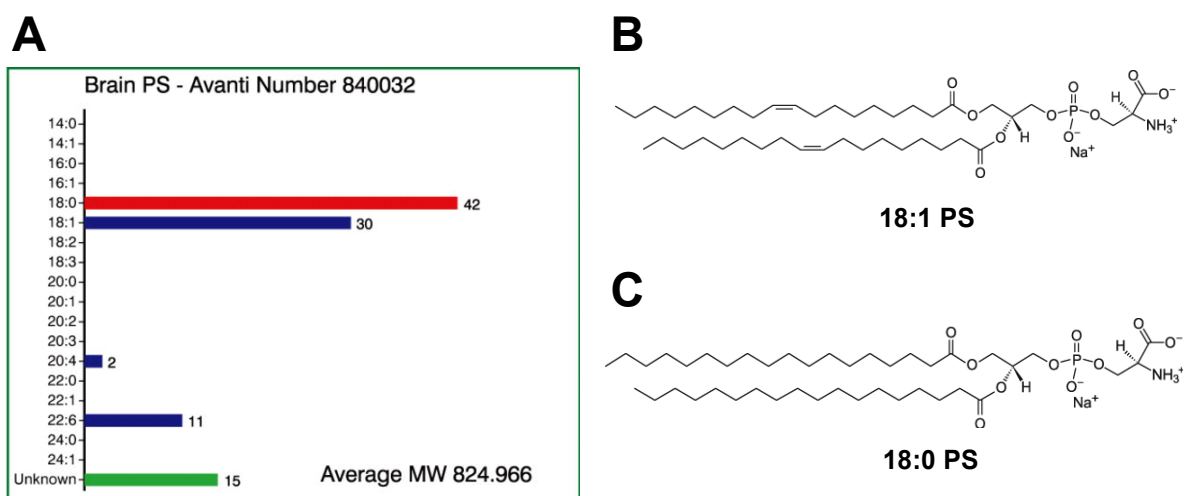 A
Brain PS - Avanti Number 840032
14:0
14:1
16:0
16:1
18:0
42
18:1
30
18:2
18:3
20:0
20:1
20:2
20:3
20:4
2
22:0
22:1
22:6
11
24:0
24:1
Unknown
15
Average MW 824.966
B
O
O
O
O
O
P
O
O⁻
Na⁺
H
H
O
O⁻
NH₃⁺
O
18:1 PS
C
O
O
O
O
O
P
O
O⁻
Na⁺
H
H
O
O⁻
NH₃⁺
O
18:0 PS